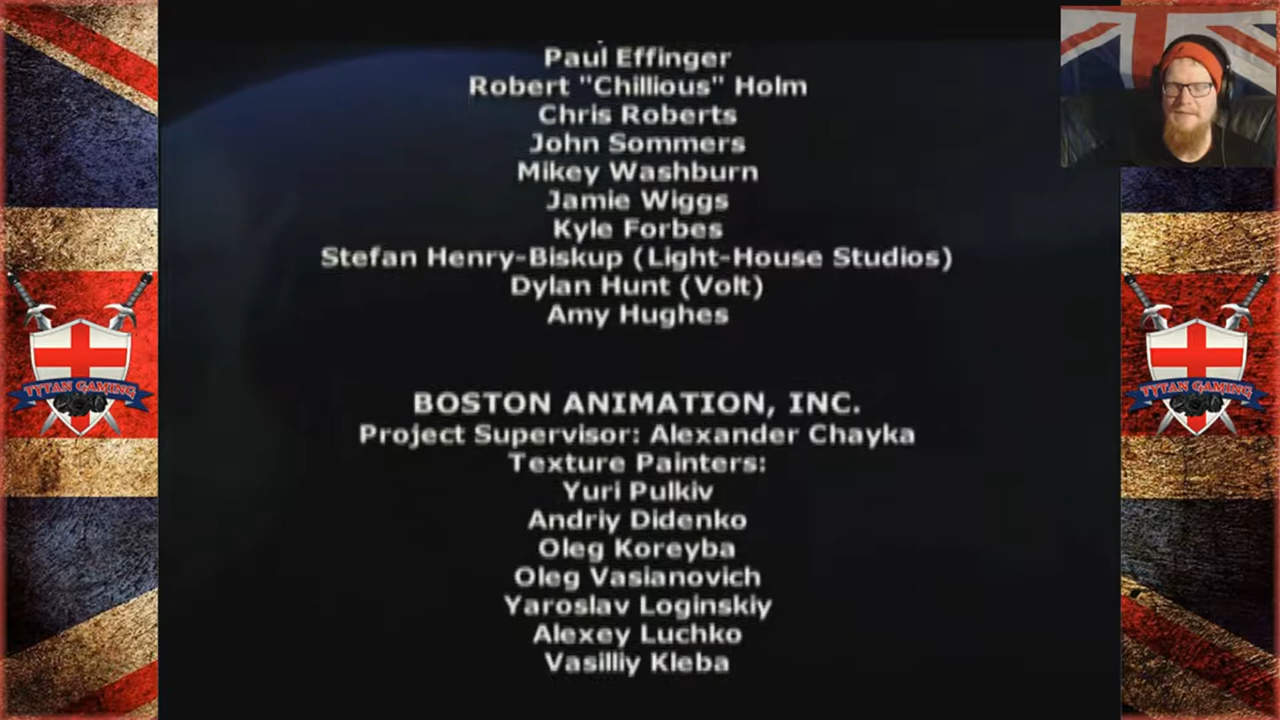 Paul Effinger
Robert "Chillious" Holm
Chris Roberts
John Sommers
Mikey Washburn
Jamie Wiggs
Kyle Forbes
Stefan Henry-Biskup (Light-House Studios)
Dylan Hunt (Volt)
Amy Hughes
BOSTON ANIMATION, INC.
Project Supervisor: Alexander Chayka
Texture Painters:
Yuri Pulkiv
Andriy Didenko
Oleg Koreyba
Oleg Vasianovich
Yaroslav Loginskiy
Alexey Luchko
Vasilliy Kleba
TYTAN GAMING
TYTAN GAMING